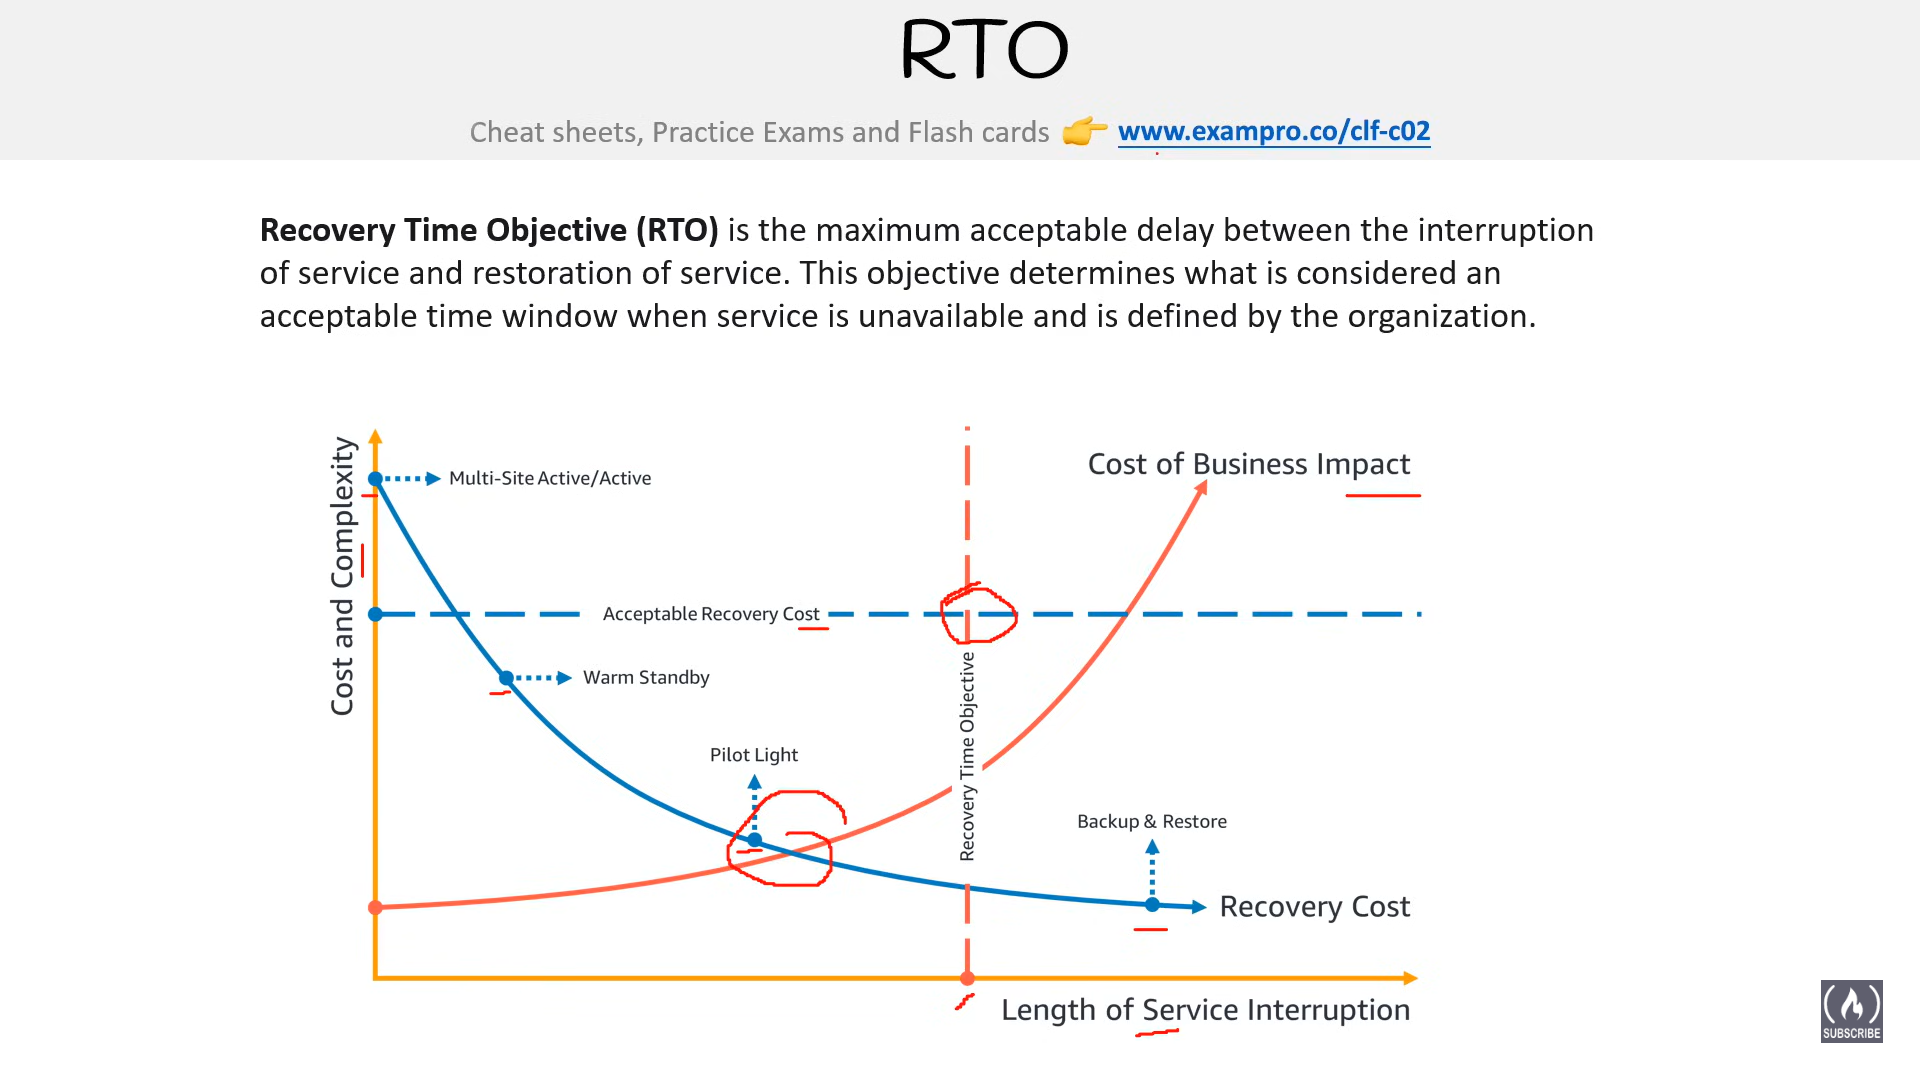 RTO
Cheat sheets, Practice Exams and Flash cards 👉 www.exampro.co/clf-c02
Recovery Time Objective (RTO) is the maximum acceptable delay between the interruption
of service and restoration of service. This objective determines what is considered an
acceptable time window when service is unavailable and is defined by the organization.
Cost and Complexity
Multi-Site Active/Active
Cost of Business Impact
Acceptable Recovery Cost
Warm Standby
Recovery Time Objective
Pilot Light
Backup & Restore
Recovery Cost
Length of Service Interruption
SUBSCRIBE